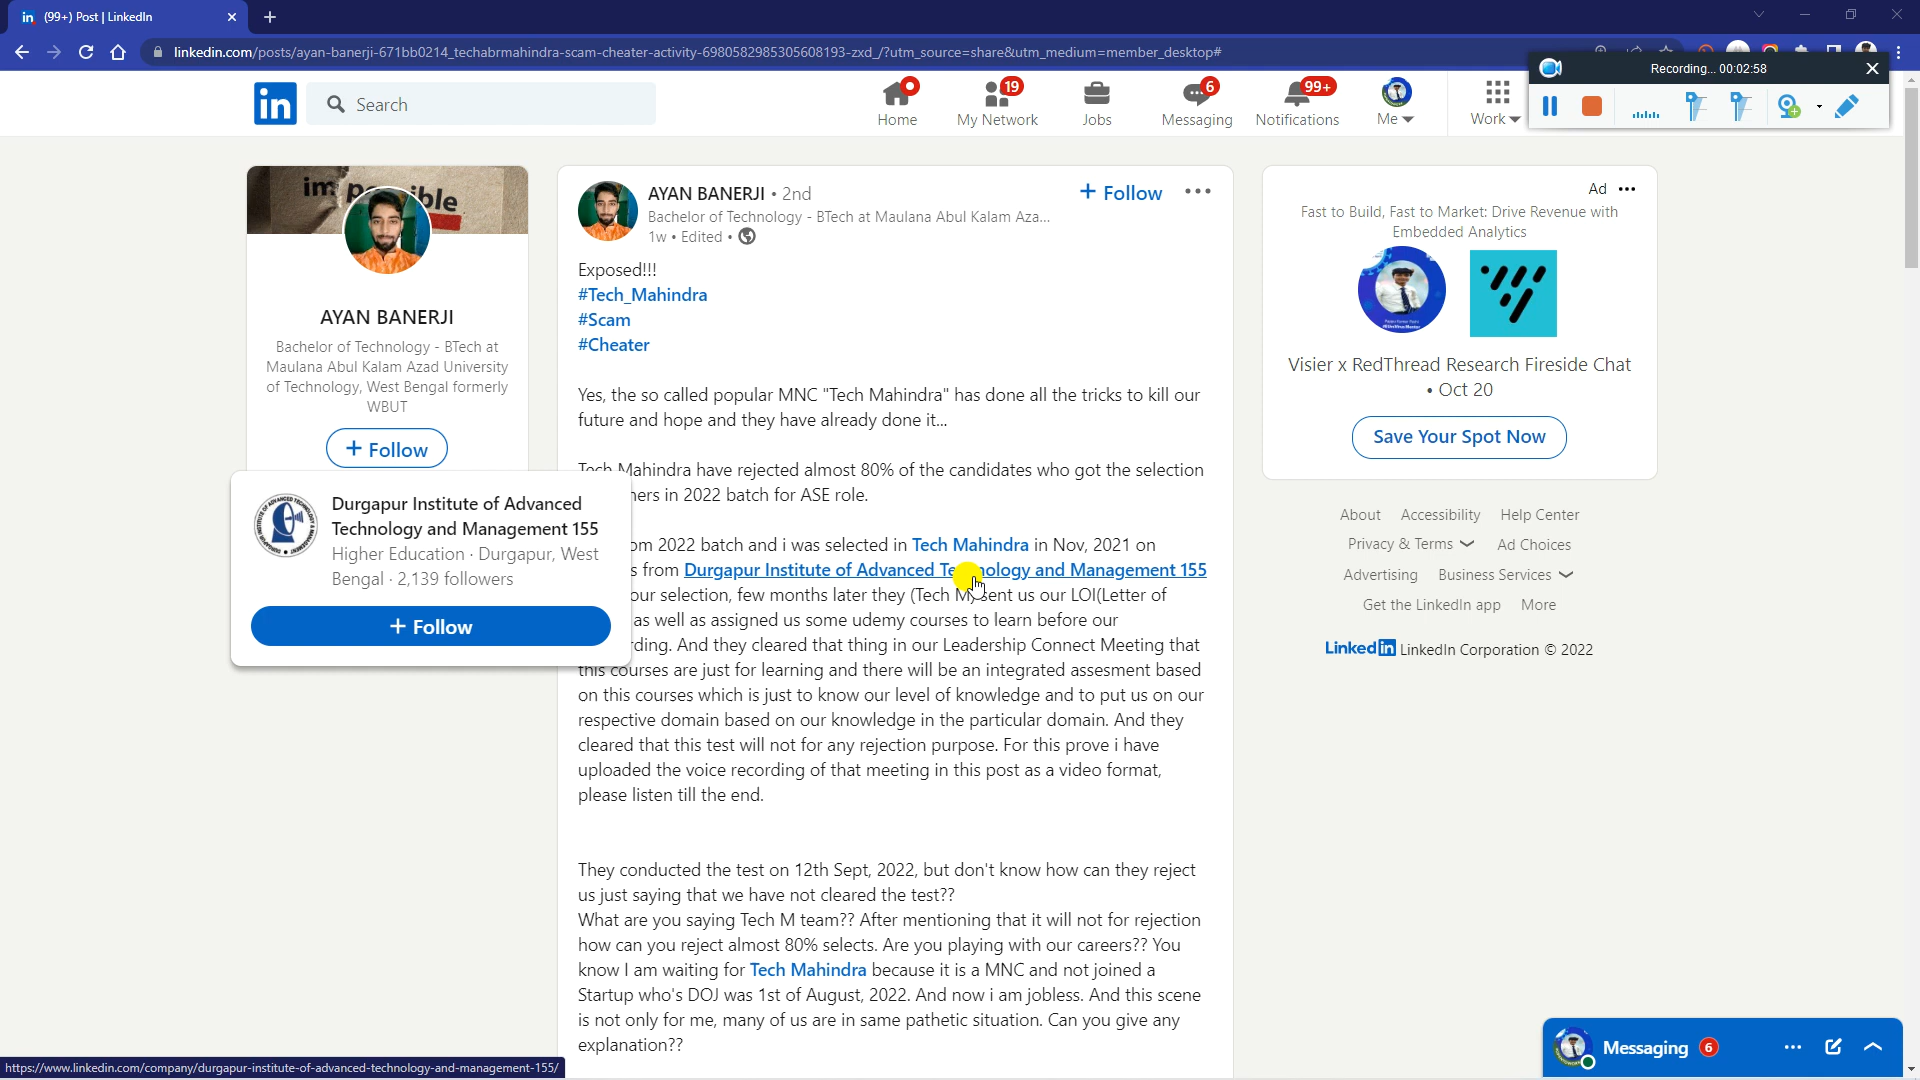 (99+) Post | LinkedIn
linkedin.com/posts/ayan-banerji-671bb0214_techabrmahindra-scam-cheater-activity-6980582985305608193-zxd_/?utm_source=share&utm_medium=member_desktop#
Recording... 00:02:58
Search
Home
19
My Network
Jobs
6
Messaging
99+
Notifications
Me
Work
AYAN BANERJI
Bachelor of Technology - BTech at
Maulana Abul Kalam Azad University
of Technology, West Bengal formerly
WBUT
+ Follow
Durgapur Institute of Advanced
Technology and Management 155
Higher Education · Durgapur, West
Bengal · 2,139 followers
+ Follow
AYAN BANERJI • 2nd
+ Follow
Bachelor of Technology - BTech at Maulana Abul Kalam Aza...
1w • Edited •
Exposed!!!
#Tech_Mahindra
#Scam
#Cheater
Yes, the so called popular MNC "Tech Mahindra" has done all the tricks to kill our
future and hope and they have already done it...
Tech Mahindra have rejected almost 80% of the candidates who got the selection
in 2022 batch for ASE role.
2022 batch and i was selected in Tech Mahindra in Nov, 2021 on
from Durgapur Institute of Advanced Technology and Management 155
our selection, few months later they (Tech M) sent us our LOI(Letter of
as well as assigned us some udemy courses to learn before our
And they cleared that thing in our Leadership Connect Meeting that
this courses are just for learning and there will be an integrated assesment based
on this courses which is just to know our level of knowledge and to put us on our
respective domain based on our knowledge in the particular domain. And they
cleared that this test will not for any rejection purpose. For this prove i have
uploaded the voice recording of that meeting in this post as a video format,
please listen till the end.
They conducted the test on 12th Sept, 2022, but don't know how can they reject
us just saying that we have not cleared the test??
What are you saying Tech M team?? After mentioning that it will not for rejection
how can you reject almost 80% selects. Are you playing with our careers?? You
know I am waiting for Tech Mahindra because it is a MNC and not joined a
Startup who's DOJ was 1st of August, 2022. And now i am jobless. And this scene
is not only for me, many of us are in same pathetic situation. Can you give any
explanation??
Ad
Fast to Build, Fast to Market: Drive Revenue with
Embedded Analytics
Visier x RedThread Research Fireside Chat
• Oct 20
Save Your Spot Now
About Accessibility Help Center
Privacy & Terms Ad Choices
Advertising Business Services
Get the LinkedIn app More
LinkedIn LinkedIn Corporation © 2022
Messaging 6
https://www.linkedin.com/company/durgapur-institute-of-advanced-technology-and-management-155/